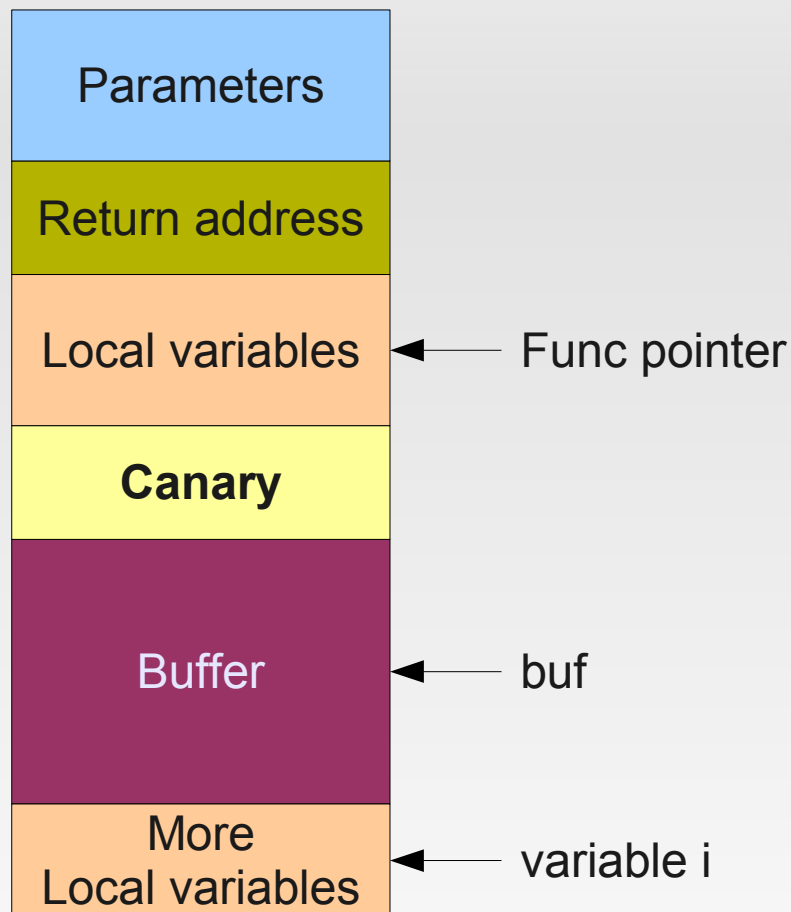 Parameters
Return address
Local variables
Func pointer
Canary
Buffer
buf
More
Local variables
variable i